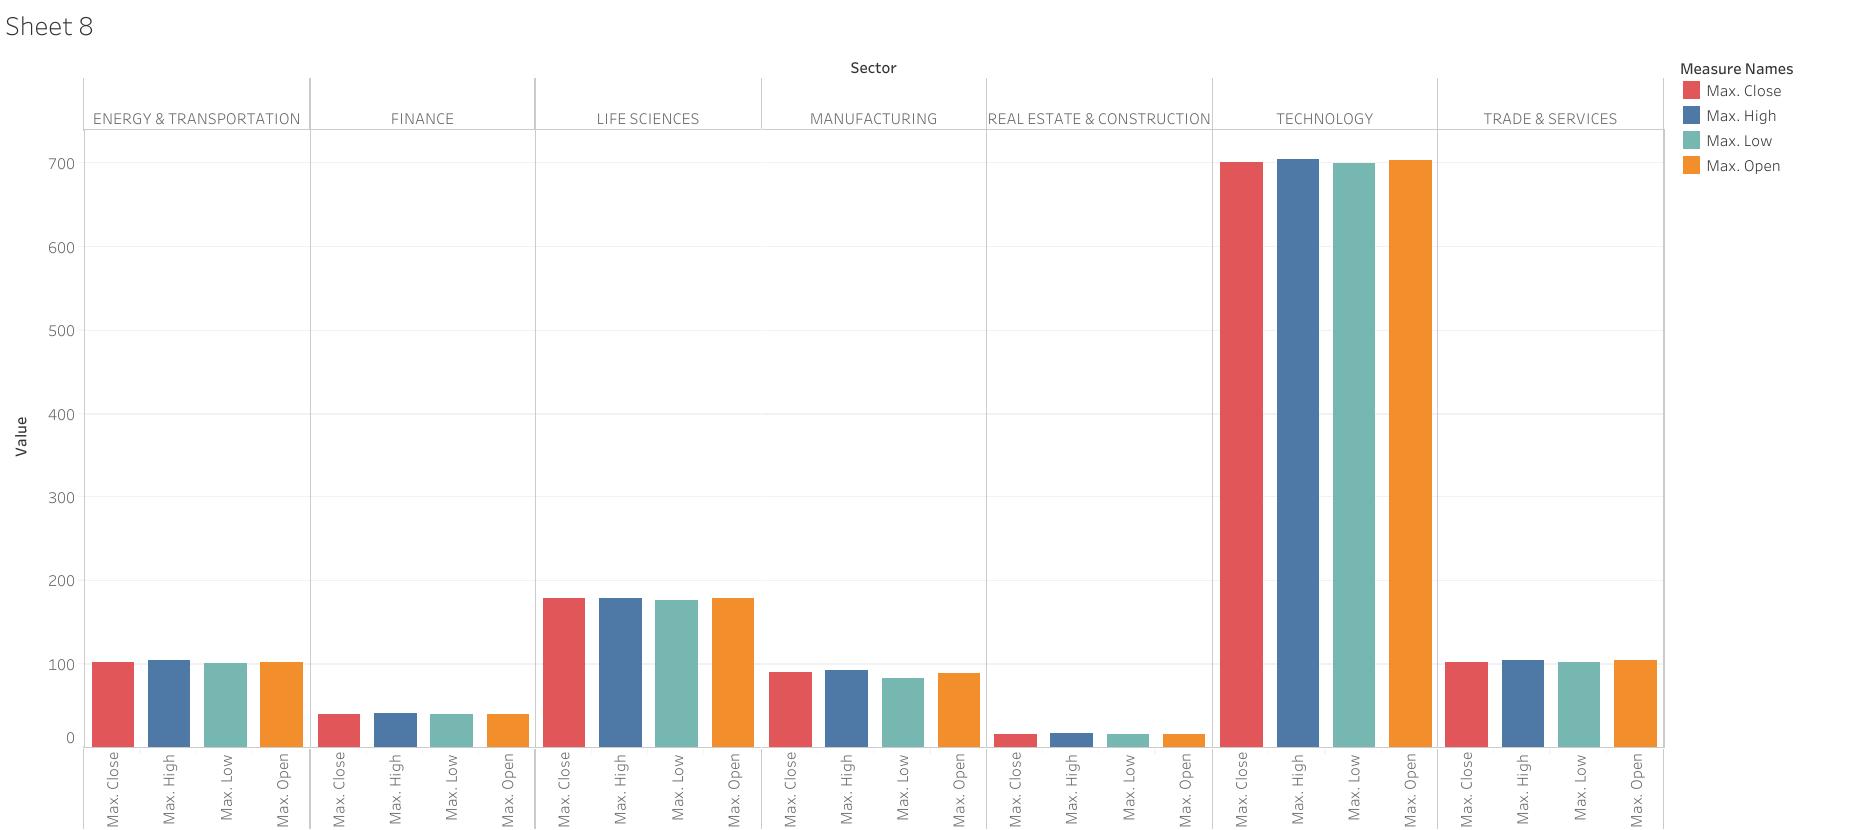 Sheet 8
Sector
Measure Names
Max. Close
Max. High
Max. Low
Max. Open
ENERGY & TRANSPORTATION FINANCE LIFE SCIENCES MANUFACTURING REAL ESTATE & CONSTRUCTION TECHNOLOGY TRADE & SERVICES
700
600
500
400
300
200
100
0
Value
Max. Close Max. High Max. Low Max. Open Max. Close Max. High Max. Low Max. Open Max. Close Max. High Max. Low Max. Open Max. Close Max. High Max. Low Max. Open Max. Close Max. High Max. Low Max. Open Max. Close Max. High Max. Low Max. Open Max. Close Max. High Max. Low Max. Open